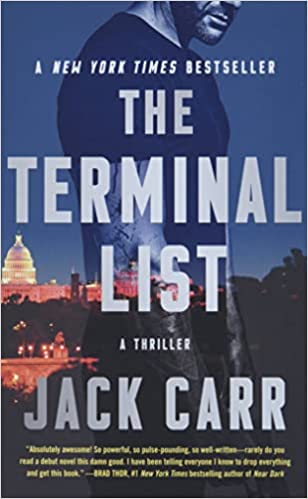 A NEW YORK TIMES BESTSELLER
THE
TERMINAL
LIST
A THRILLER
JACK CARR
"Absolutely awesome! So powerful, so pulse-pounding, so well-written—rarely do you
read a debut novel this damn good. I have been telling everyone I know to drop everything
and get this book." —BRAD THOR, #1 New York Times bestselling author of Near Dark